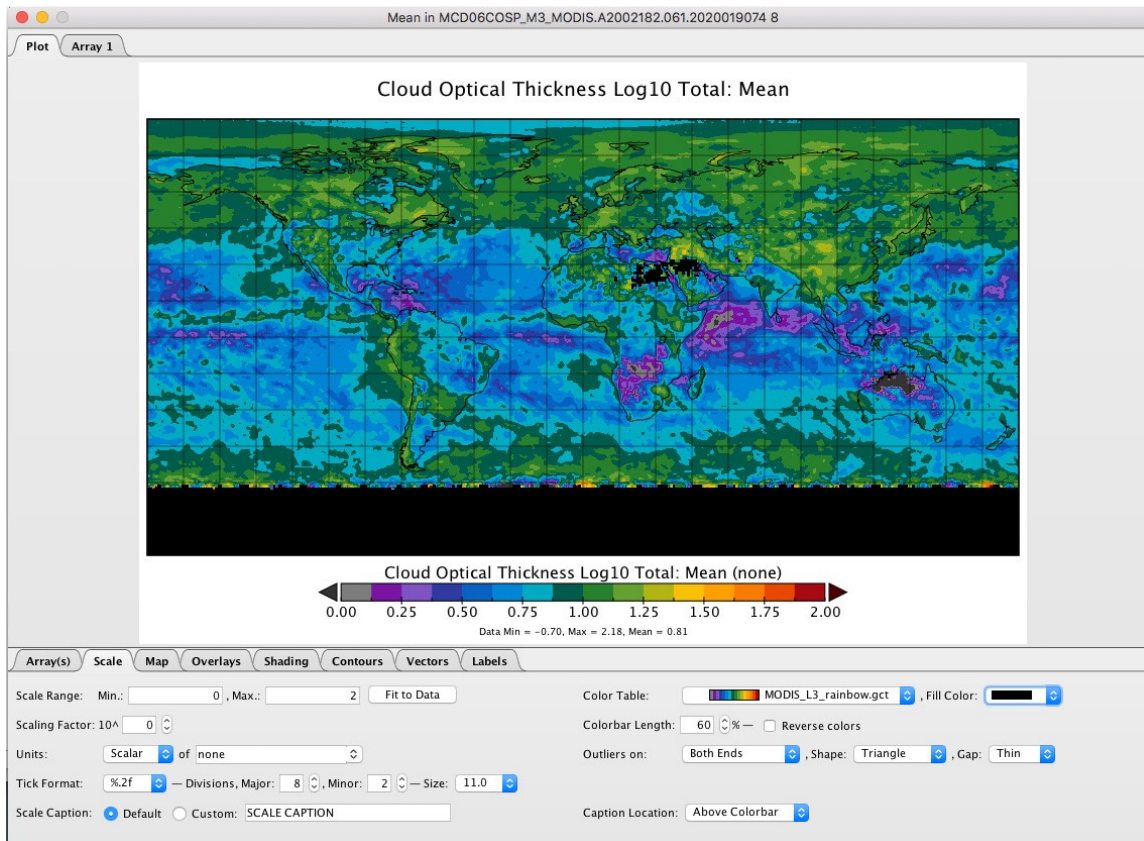 Mean in MCD06COSP_M3_MODIS.A2002182.061.2020019074 8
Plot Array 1
Cloud Optical Thickness Log10 Total: Mean
Cloud Optical Thickness Log10 Total: Mean (none)
0.00 0.25 0.50 0.75 1.00 1.25 1.50 1.75 2.00
Data Min = -0.70, Max = 2.18, Mean = 0.81
Array(s) Scale Map Overlays Shading Contours Vectors Labels
Scale Range: Min.: 0 , Max.: 2 Fit to Data Color Table: MODIS_L3_rainbow.gct , Fill Color:
Scaling Factor: 10^ 0 Colorbar Length: 60 % — Reverse colors
Units: Scalar of none Outliers on: Both Ends , Shape: Triangle , Gap: Thin
Tick Format: %.2f — Divisions, Major: 8 , Minor: 2 — Size: 11.0
Scale Caption: Default Custom: SCALE CAPTION Caption Location: Above Colorbar